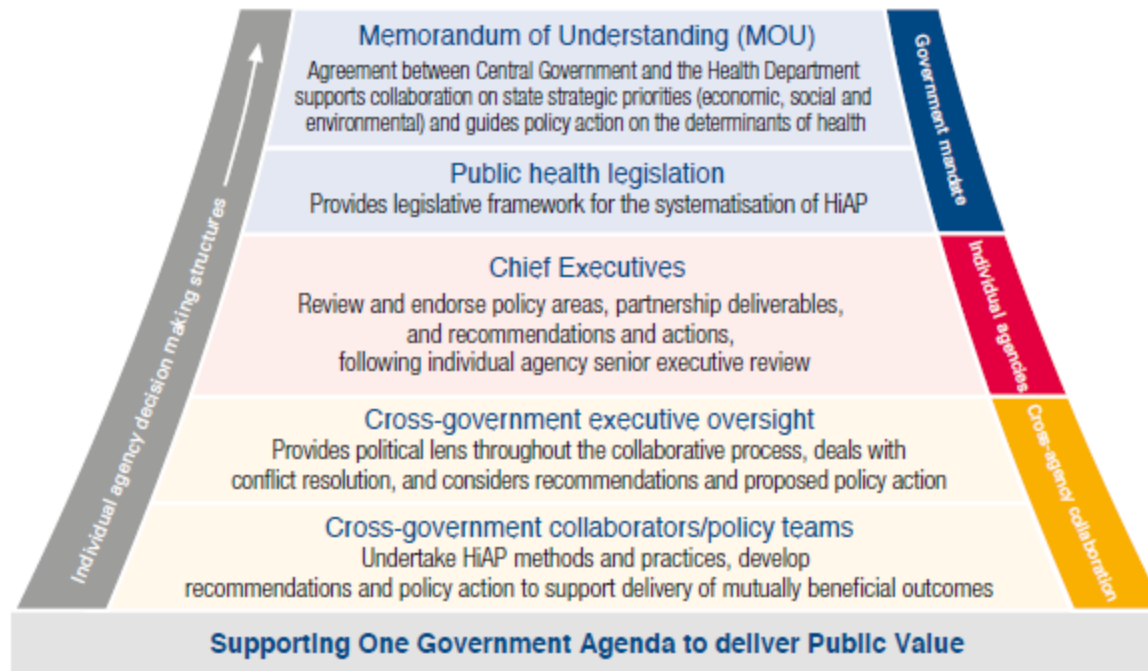 Memorandum of Understanding (MOU)
Agreement between Central Government and the Health Department
supports collaboration on state strategic priorities (economic, social and
environmental) and guides policy action on the determinants of health
Public health legislation
Provides legislative framework for the systematisation of HiAP
Chief Executives
Review and endorse policy areas, partnership deliverables,
and recommendations and actions,
following individual agency senior executive review
Cross-government executive oversight
Provides political lens throughout the collaborative process, deals with
conflict resolution, and considers recommendations and proposed policy action
Cross-government collaborators/policy teams
Undertake HiAP methods and practices, develop
recommendations and policy action to support delivery of mutually beneficial outcomes
Individual agency decision making structures
Government mandate
Individual agencies
Cross-agency collaboration
Supporting One Government Agenda to deliver Public Value